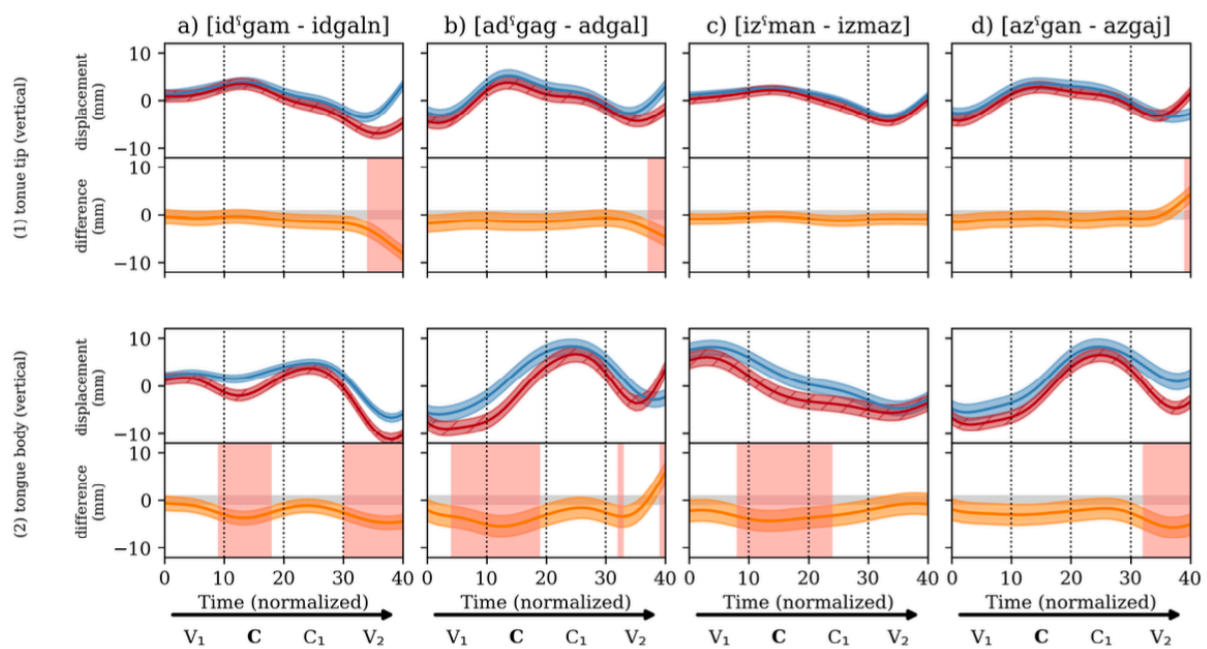 a) [idˤgam - idgaln] b) [adˤgag - adgal] c) [izˤman - izmaz] d) [azˤgan - azgaj]
(1) tonue tip (vertical)
displacement
(mm)
10
0
−10
difference
(mm)
10
0
−10
(2) tongue body (vertical)
displacement
(mm)
10
0
−10
difference
(mm)
10
0
−10
0 10 20 30 40 0 10 20 30 40 0 10 20 30 40 0 10 20 30 40
Time (normalized) Time (normalized) Time (normalized) Time (normalized)
V₁ C C₁ V₂ V₁ C C₁ V₂ V₁ C C₁ V₂ V₁ C C₁ V₂